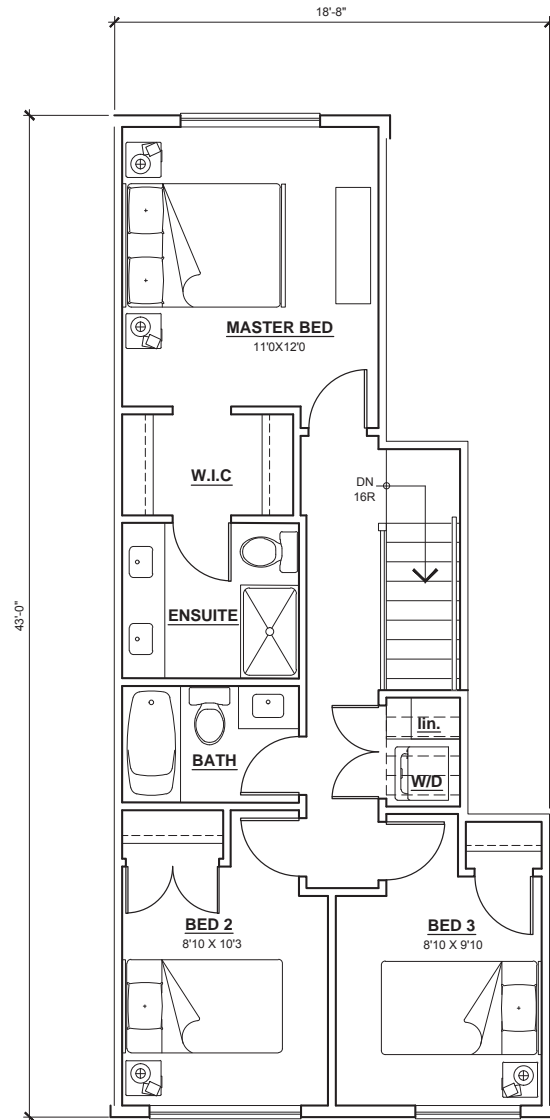 18'-8"
43'-0"
MASTER BED
11'0X12'0
W.I.C
DN
16R
ENSUITE
lin.
W/D
BATH
BED 2
8'10 X 10'3
BED 3
8'10 X 9'10